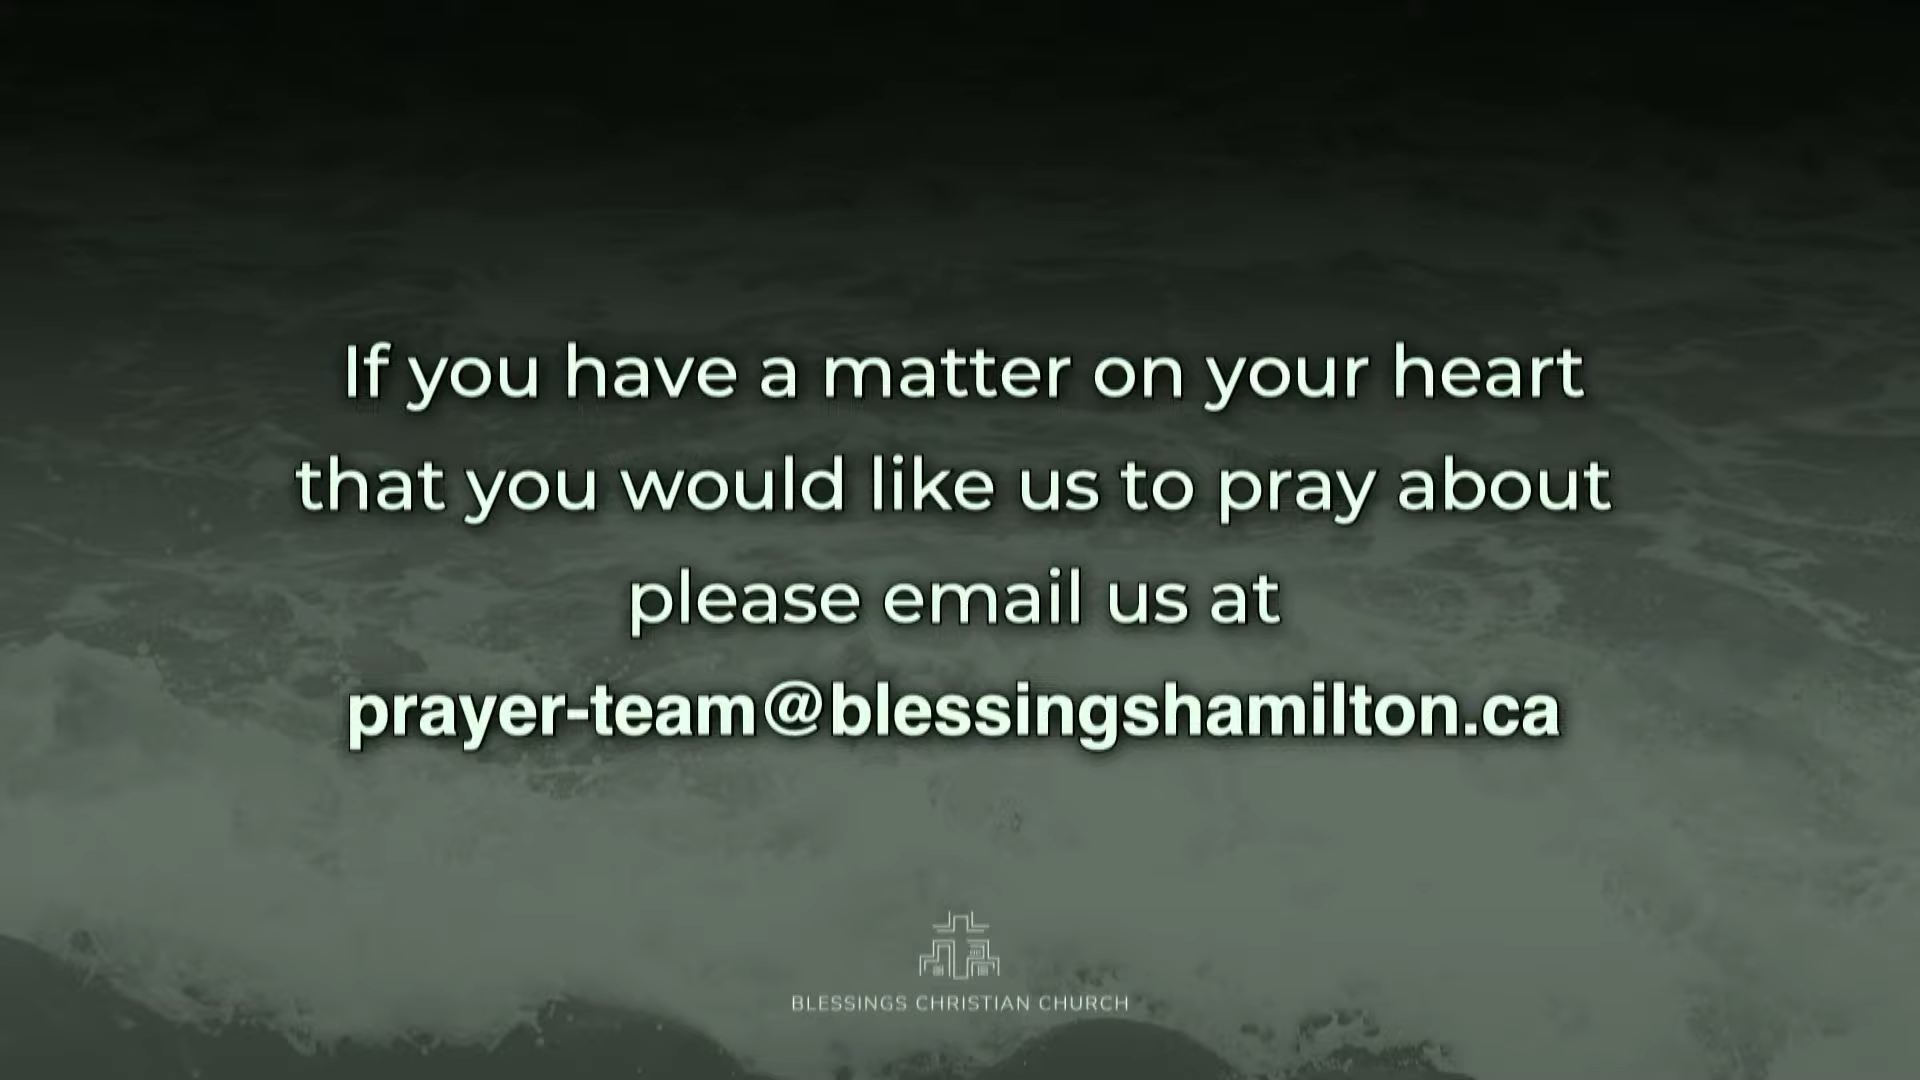 If you have a matter on your heart
that you would like us to pray about
please email us at
prayer-team@blessingshamilton.ca
BLESSINGS CHRISTIAN CHURCH